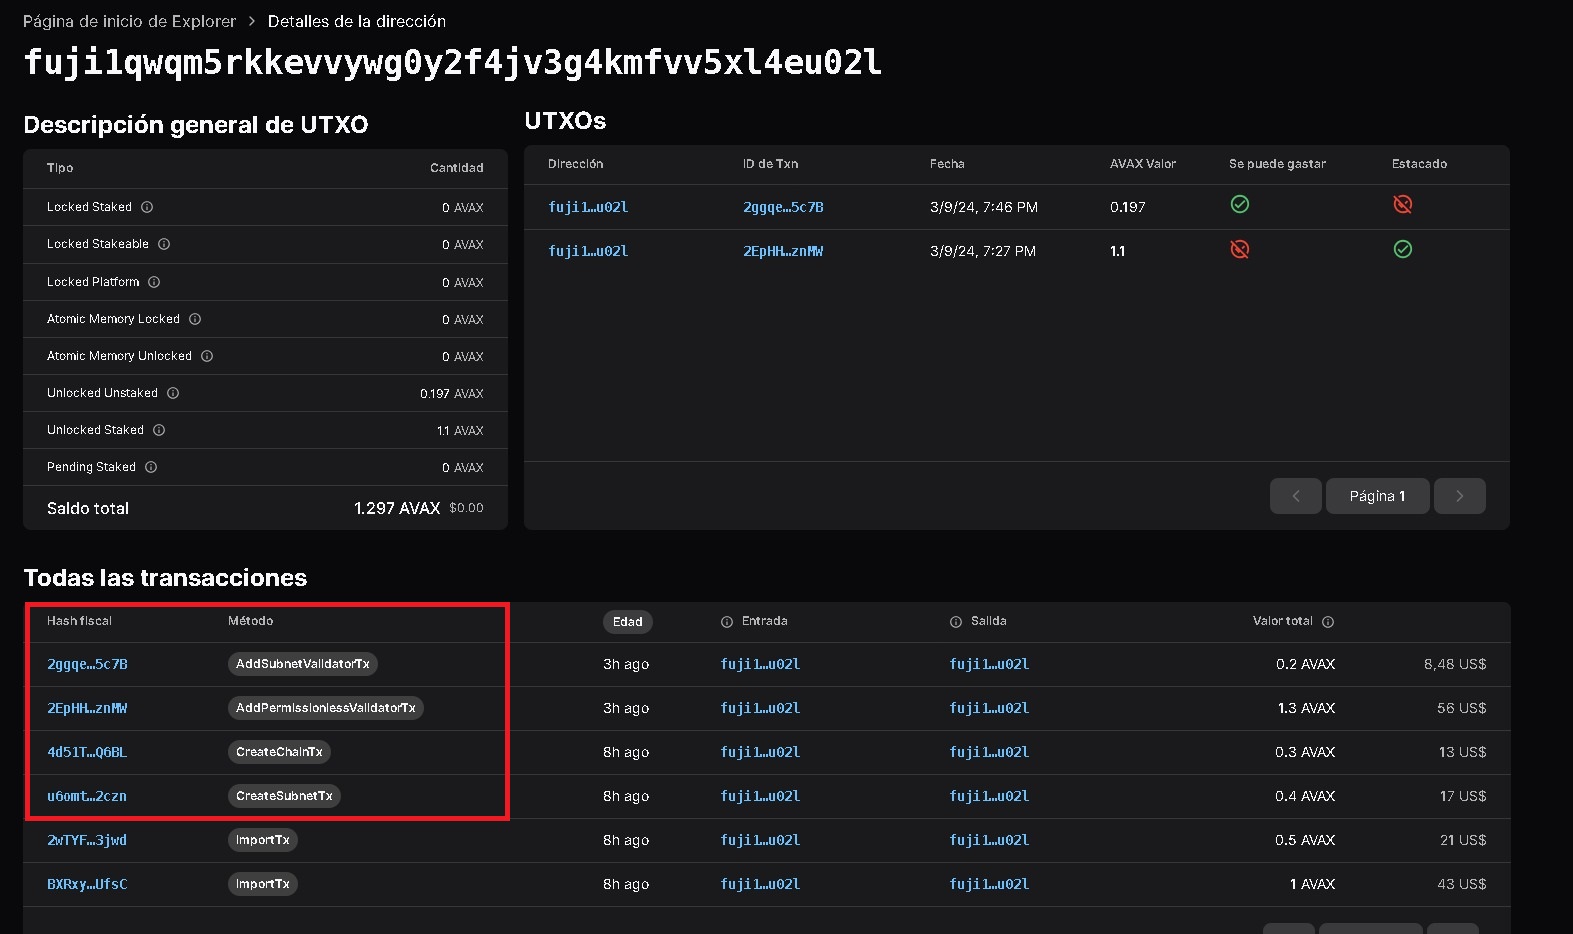 Página de inicio de Explorer > Detalles de la dirección
fuji1qwqm5rkkevvywg0y2f4jv3g4kmfvv5xl4eu02l
Descripción general de UTXO
Tipo Cantidad
Locked Staked 0 AVAX
Locked Stakeable 0 AVAX
Locked Platform 0 AVAX
Atomic Memory Locked 0 AVAX
Atomic Memory Unlocked 0 AVAX
Unlocked Unstaked 0.197 AVAX
Unlocked Staked 1.1 AVAX
Pending Staked 0 AVAX
Saldo total 1.297 AVAX $0.00
UTXOs
Dirección ID de Txn Fecha AVAX Valor Se puede gastar Estacado
fuji1…u02l 2ggqe…5c7B 3/9/24, 7:46 PM 0.197
fuji1…u02l 2EpHH…znMW 3/9/24, 7:27 PM 1.1
Página 1
Todas las transacciones
Hash fiscal Método Edad Entrada Salida Valor total
2ggqe…5c7B AddSubnetValidatorTx 3h ago fuji1…u02l fuji1…u02l 0.2 AVAX 8,48 US$
2EpHH…znMW AddPermissionlessValidatorTx 3h ago fuji1…u02l fuji1…u02l 1.3 AVAX 56 US$
4d51T…Q6BL CreateChainTx 8h ago fuji1…u02l fuji1…u02l 0.3 AVAX 13 US$
u6omt…2czn CreateSubnetTx 8h ago fuji1…u02l fuji1…u02l 0.4 AVAX 17 US$
2wTYF…3jwd ImportTx 8h ago fuji1…u02l fuji1…u02l 0.5 AVAX 21 US$
BXRxy…UfsC ImportTx 8h ago fuji1…u02l fuji1…u02l 1 AVAX 43 US$